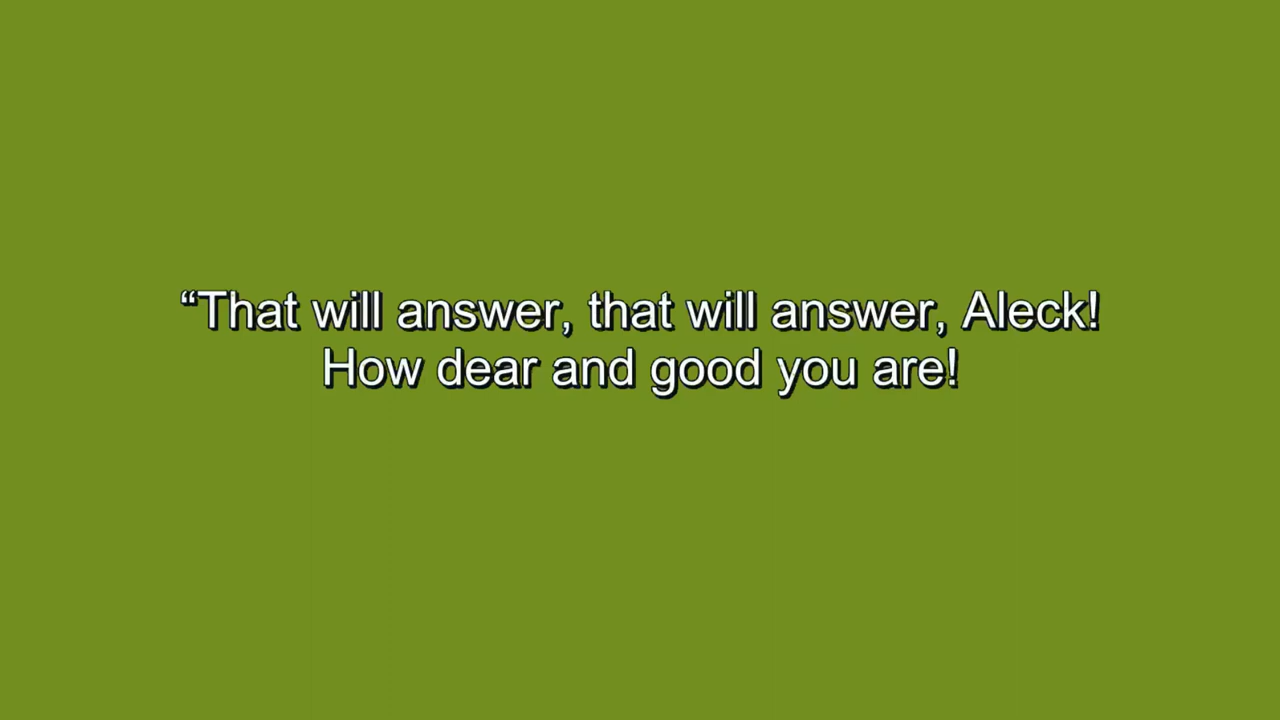 “That will answer, that will answer, Aleck!
How dear and good you are!